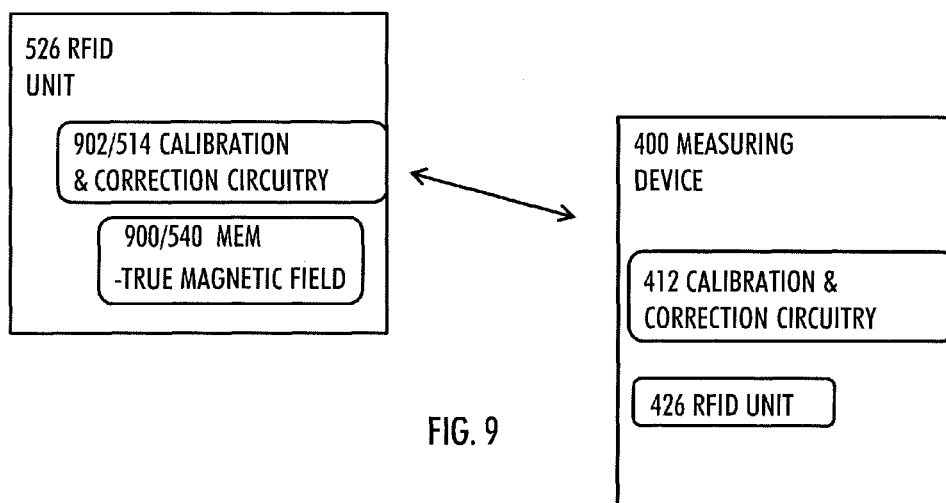 526 RFID
UNIT
902/514 CALIBRATION
& CORRECTION CIRCUITRY
900/540 MEM
-TRUE MAGNETIC FIELD
400 MEASURING
DEVICE
412 CALIBRATION &
CORRECTION CIRCUITRY
426 RFID UNIT
FIG. 9